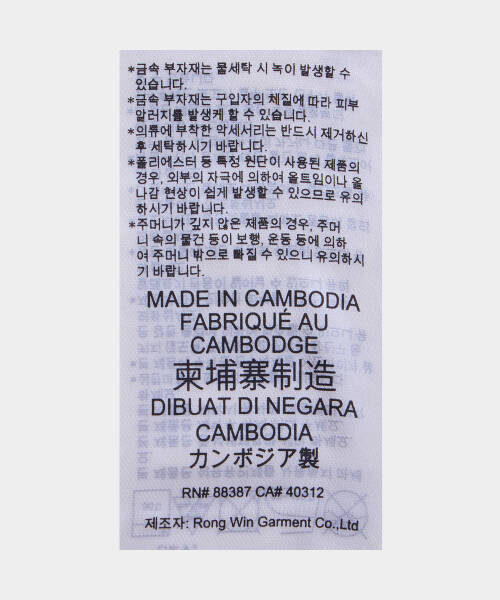 *금속 부자재는 물세탁 시 녹이 발생할 수
있습니다.
*금속 부자재는 구입자의 체질에 따라 피부
알러지를 발생케 할 수 있습니다.
*의류에 부착한 악세서리는 반드시 제거하신
후 세탁하시기 바랍니다.
*폴리에스터 등 특정 원단이 사용된 제품의
경우, 외부의 자극에 의하여 올트임이나 올
나감 현상이 쉽게 발생할 수 있으므로 유의
하시기 바랍니다.
*주머니가 깊지 않은 제품의 경우, 주머
니 속의 물건 등이 보행, 운동 등에 의하
여 주머니 밖으로 빠질 수 있으니 유의하시
기 바랍니다.
MADE IN CAMBODIA
FABRIQUÉ AU
CAMBODGE
柬埔寨制造
DIBUAT DI NEGARA
CAMBODIA
カンボジア製
RN# 88387 CA# 40312
제조자: Rong Win Garment Co.,Ltd